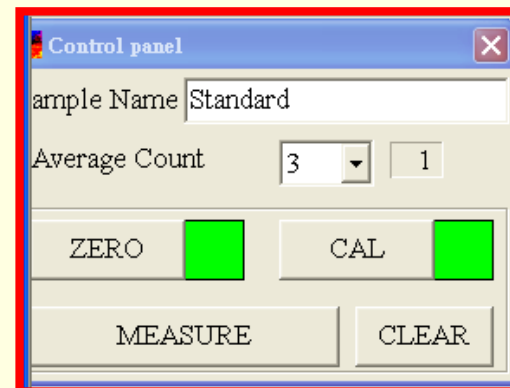 Control panel
ample Name Standard
Average Count 3 1
ZERO CAL
MEASURE CLEAR